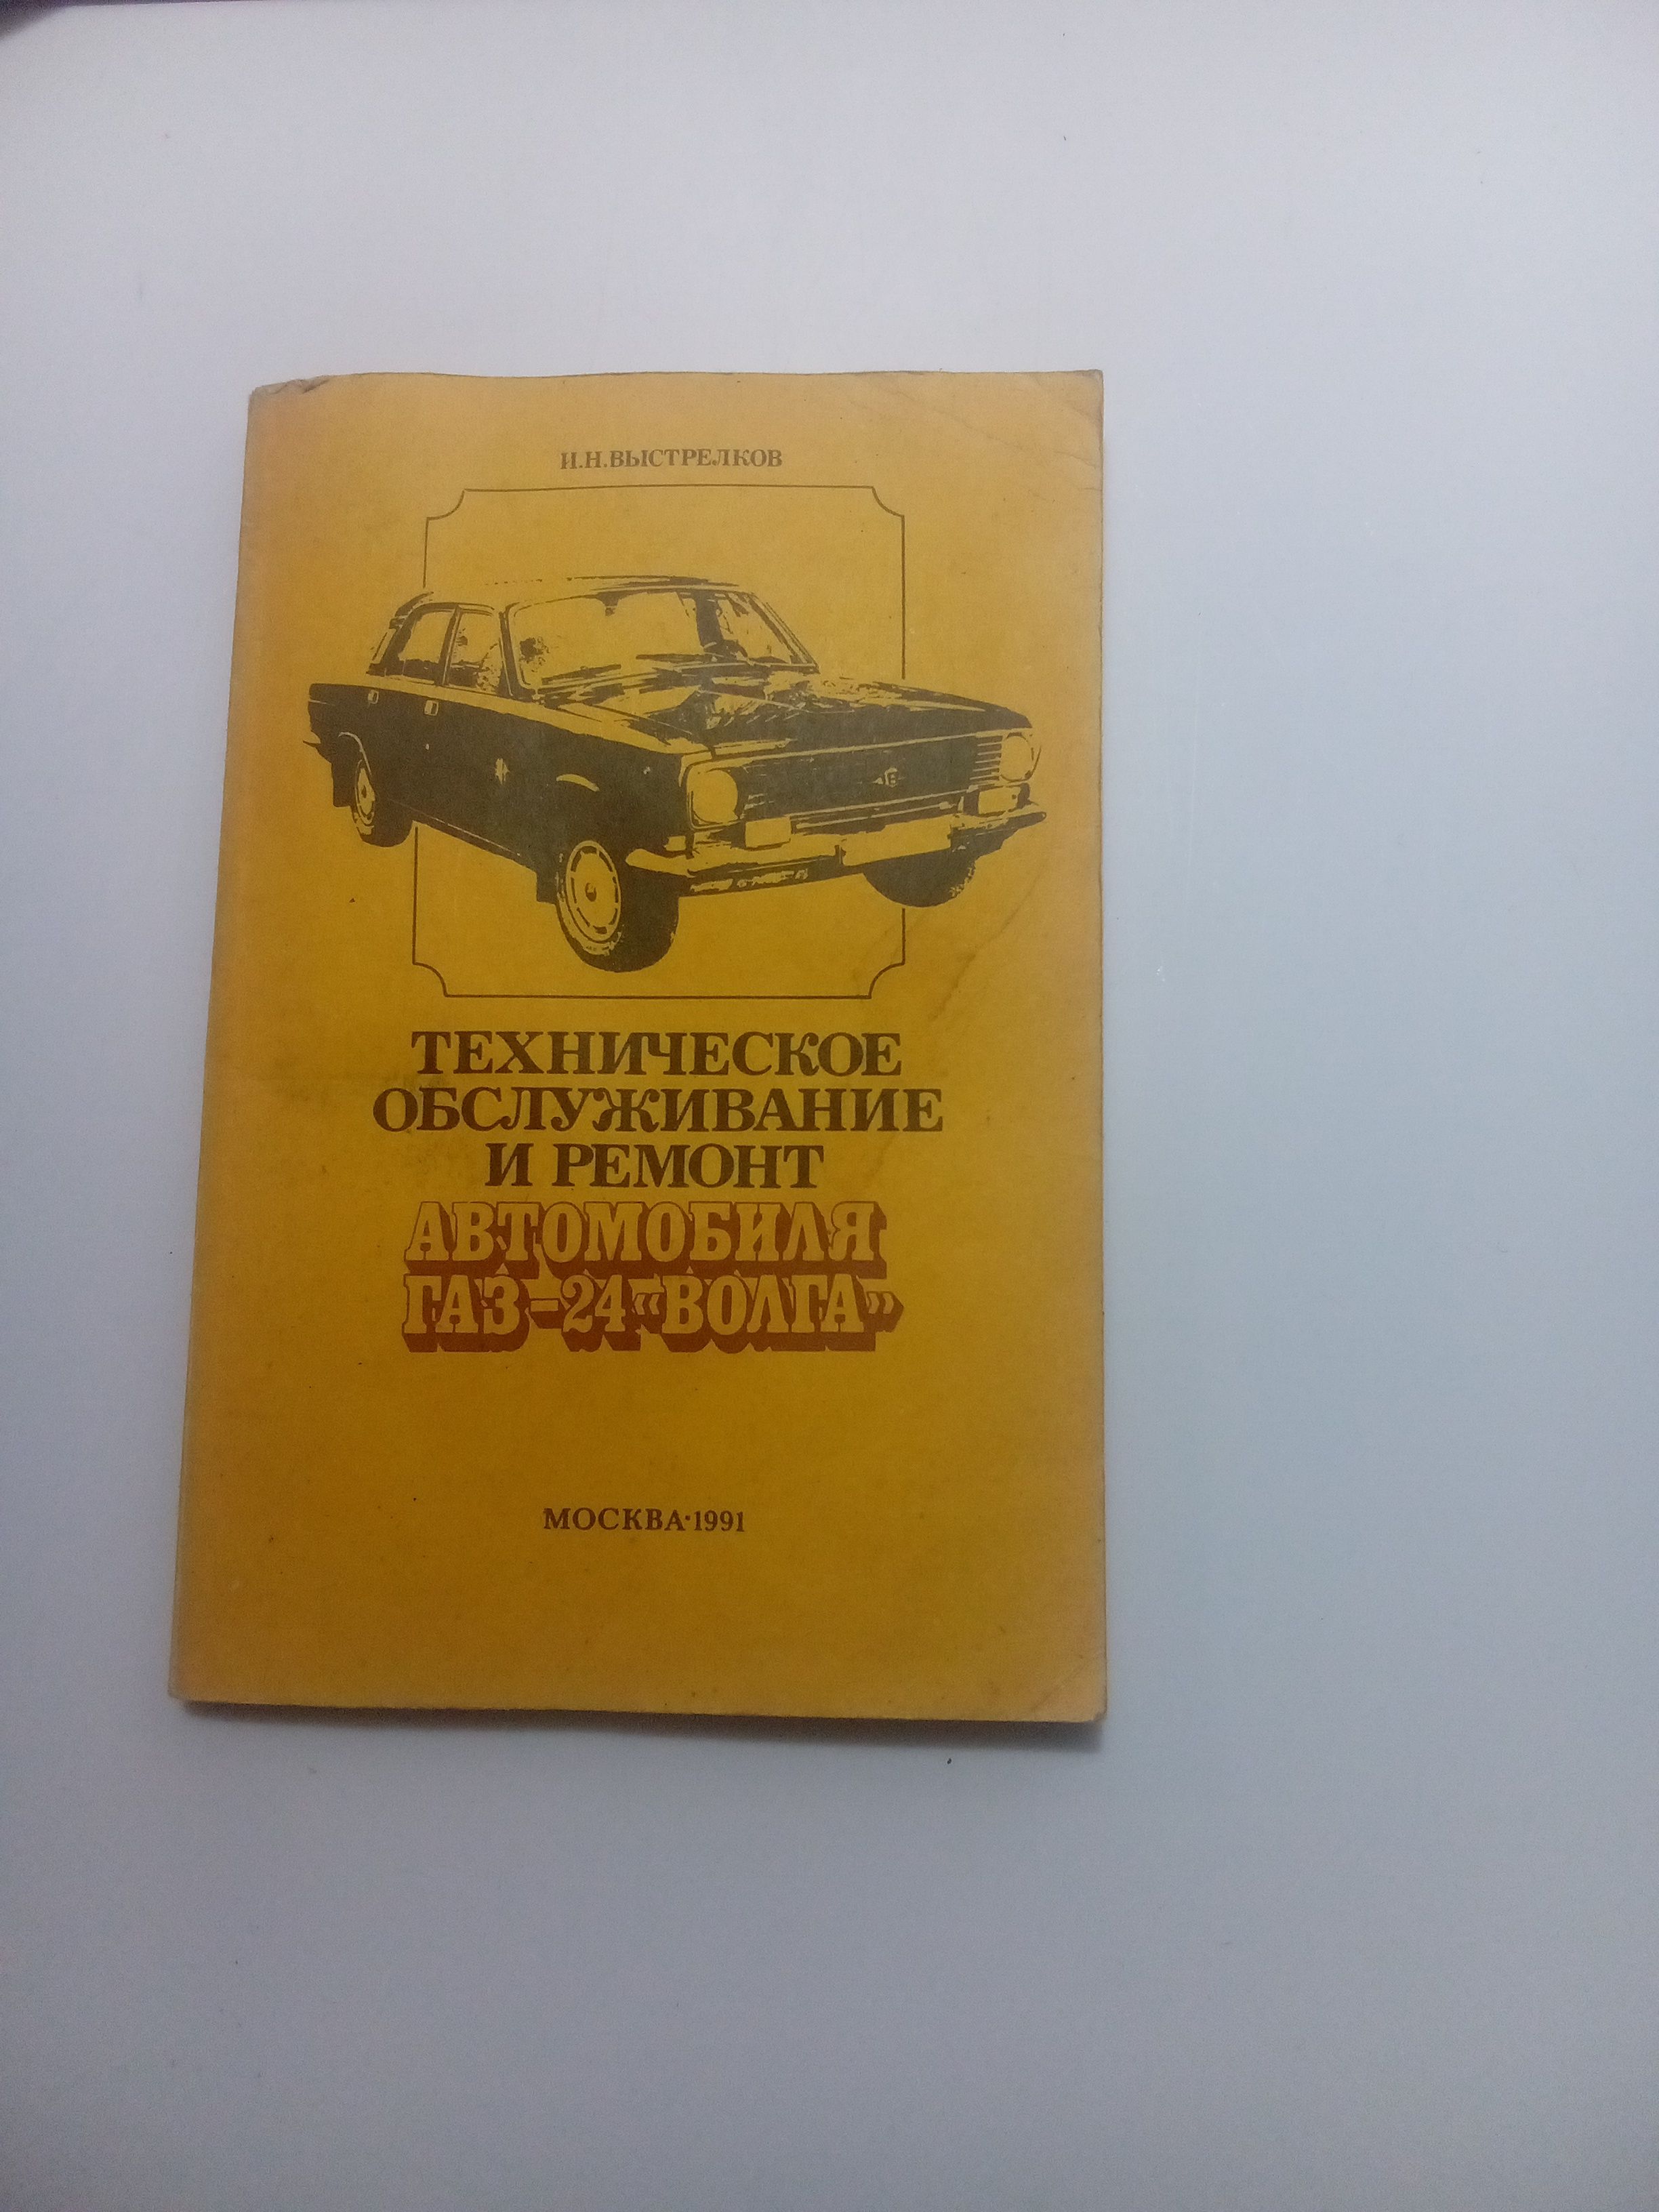 И.Н.ВЫСТРЕЛКОВ
ТЕХНИЧЕСКОЕ
ОБСЛУЖИВАНИЕ
И РЕМОНТ
АВТОМОБИЛЯ
ГАЗ-24«ВОЛГА»
МОСКВА·1991